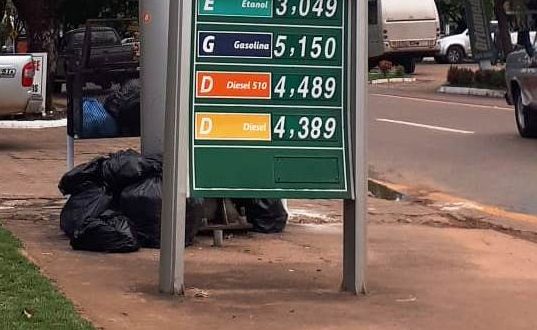 E Etanol 3,049
G Gasolina 5,150
D Diesel S10 4,489
D Diesel 4,389